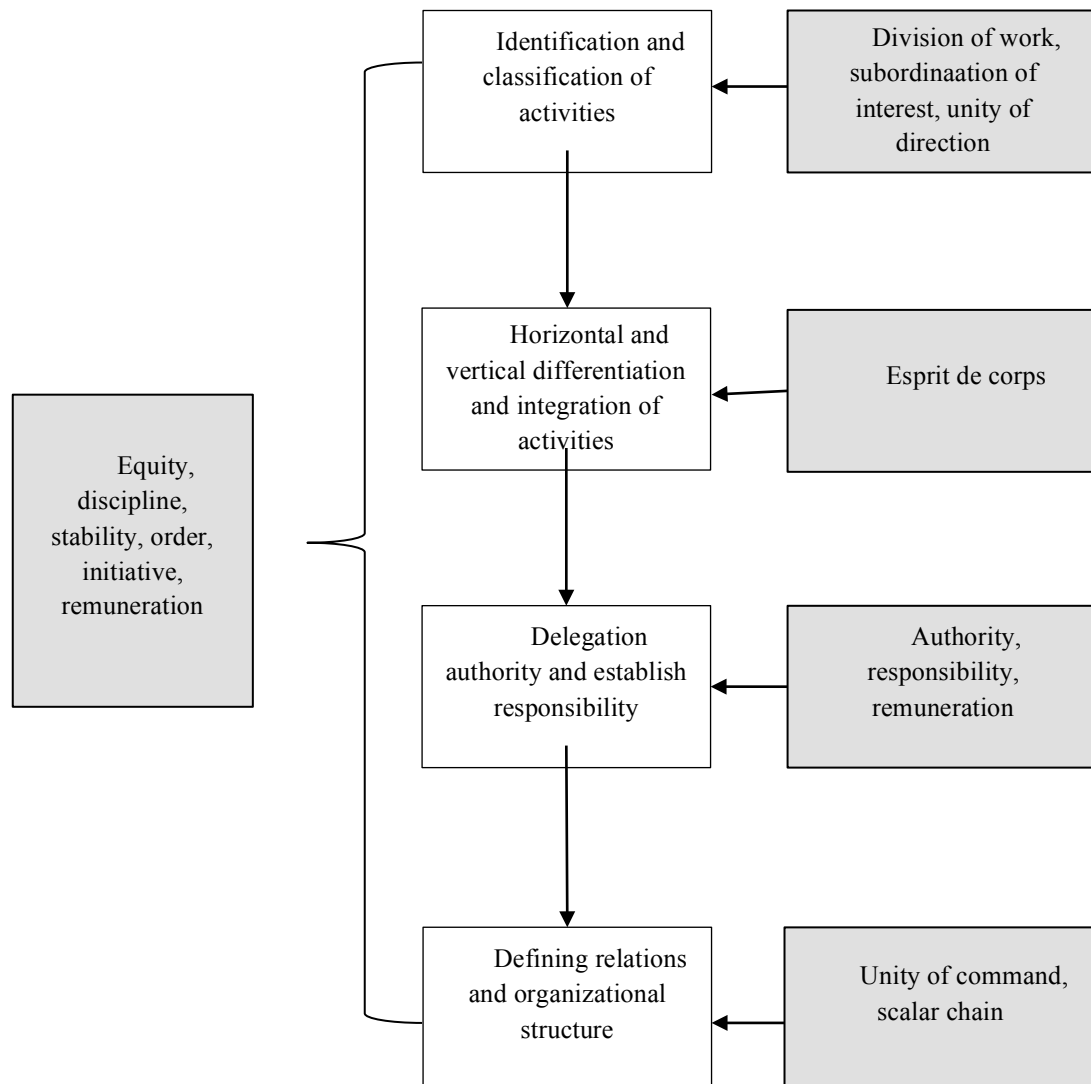 Identification and
classification of
activities
Division of work,
subordinaation of
interest, unity of
direction
Horizontal and
vertical differentiation
and integration of
activities
Esprit de corps
Equity,
discipline,
stability, order,
initiative,
remuneration
Delegation
authority and establish
responsibility
Authority,
responsibility,
remuneration
Defining relations
and organizational
structure
Unity of command,
scalar chain